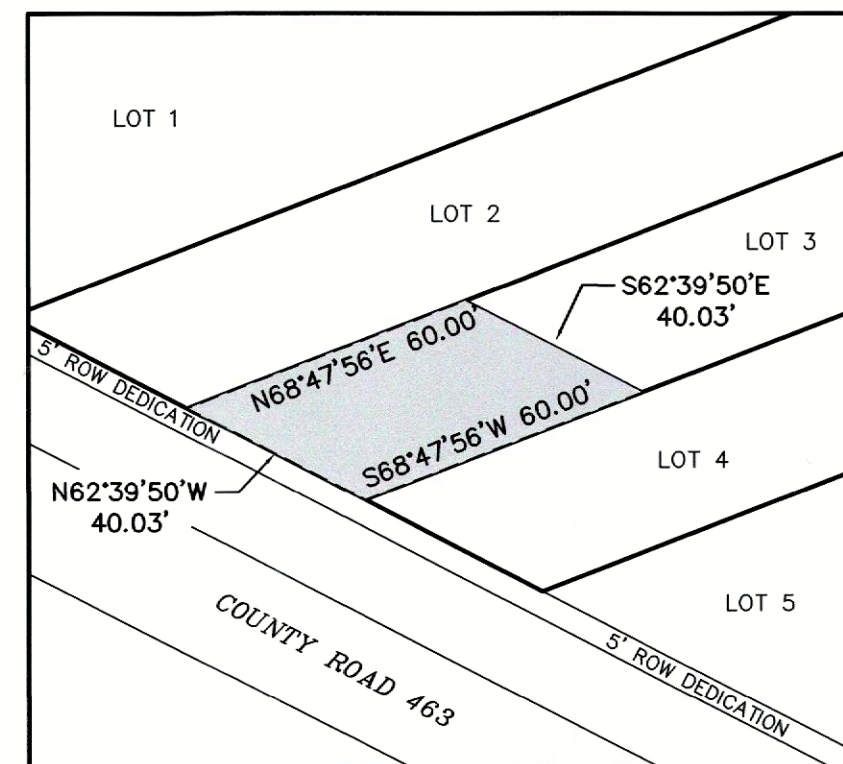 LOT 1
LOT 2
LOT 3
S62°39'50'E
40.03'
N68°47'56'E 60.00'
5' ROW DEDICATION
S68°47'56'W 60.00'
LOT 4
N62°39'50'W
40.03'
LOT 5
COUNTY ROAD 463
5' ROW DEDICATION